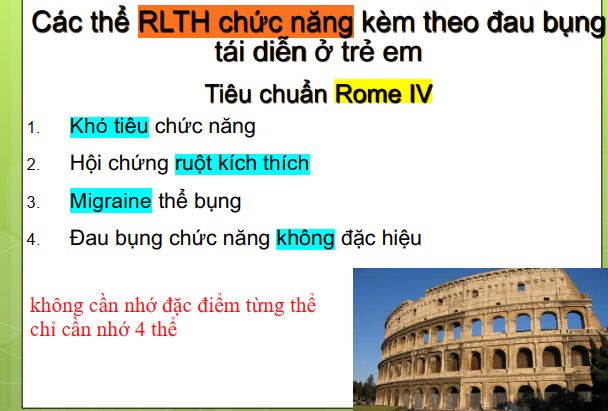 Các thể RLTH chức năng kèm theo đau bụng
tái diễn ở trẻ em
Tiêu chuẩn Rome IV
1. Khó tiêu chức năng
2. Hội chứng ruột kích thích
3. Migraine thể bụng
4. Đau bụng chức năng không đặc hiệu
không cần nhớ đặc điểm từng thể
chỉ cần nhớ 4 thể